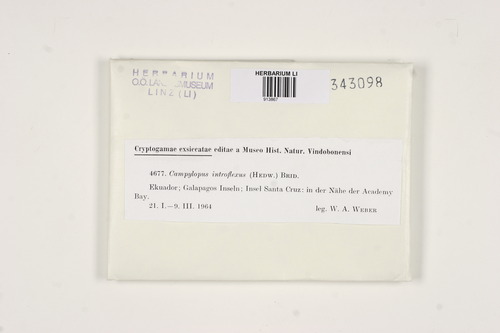 HERBARIUM
O.Ö.LANDESMUSEUM
LINZ (LI)
HERBARIUM LI
013957
343098
Cryptogamae exsiccatae editae a Museo Hist. Natur. Vindobonensi
4677. Campylopus introflexus (HEDW.) BRID.
Ekuador; Galapagos Inseln; Insel Santa Cruz: in der Nähe der Academy
Bay.
21. I.–9. III. 1964 leg. W. A. WEBER